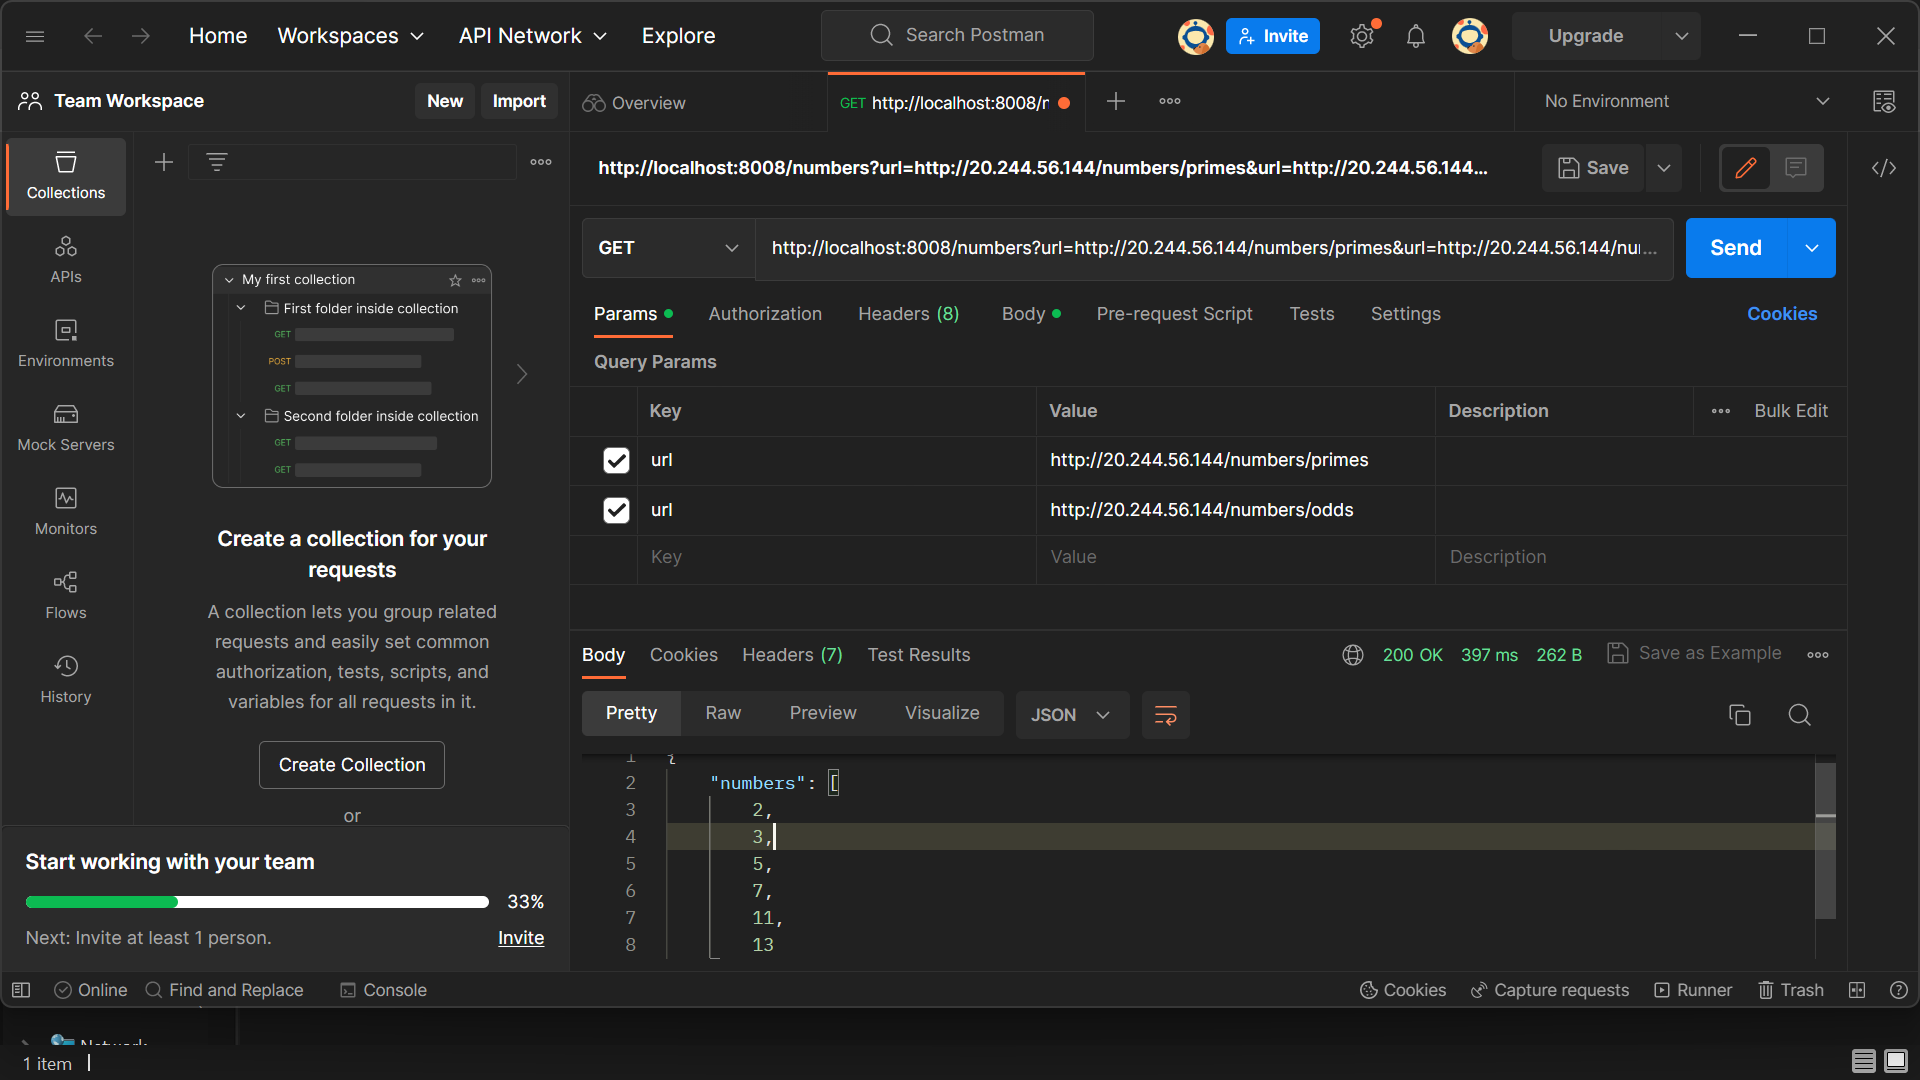 Home Workspaces API Network Explore Search Postman Invite Upgrade
Team Workspace New Import Overview GET http://localhost:8008/r No Environment
http://localhost:8008/numbers?url=http://20.244.56.144/numbers/primes&url=http://20.244.56.144... Save
GET http://localhost:8008/numbers?url=http://20.244.56.144/numbers/primes&url=http://20.244.56.144/nu... Send
Collections
APIs
Environments
Mock Servers
Monitors
Flows
History
My first collection
First folder inside collection
GET
POST
GET
Second folder inside collection
GET
GET
Create a collection for your
requests
A collection lets you group related
requests and easily set common
authorization, tests, scripts, and
variables for all requests in it.
Create Collection
or
Start working with your team
33%
Next: Invite at least 1 person. Invite
Params Authorization Headers (8) Body Pre-request Script Tests Settings Cookies
Query Params
Key Value Description Bulk Edit
url http://20.244.56.144/numbers/primes
url http://20.244.56.144/numbers/odds
Key Value Description
Body Cookies Headers (7) Test Results 200 OK 397 ms 262 B Save as Example
Pretty Raw Preview Visualize JSON
1 {
2 "numbers": [
3 2,
4 3,
5 5,
6 7,
7 11,
8 13
Online Find and Replace Console Cookies Capture requests Runner Trash
Network
1 item